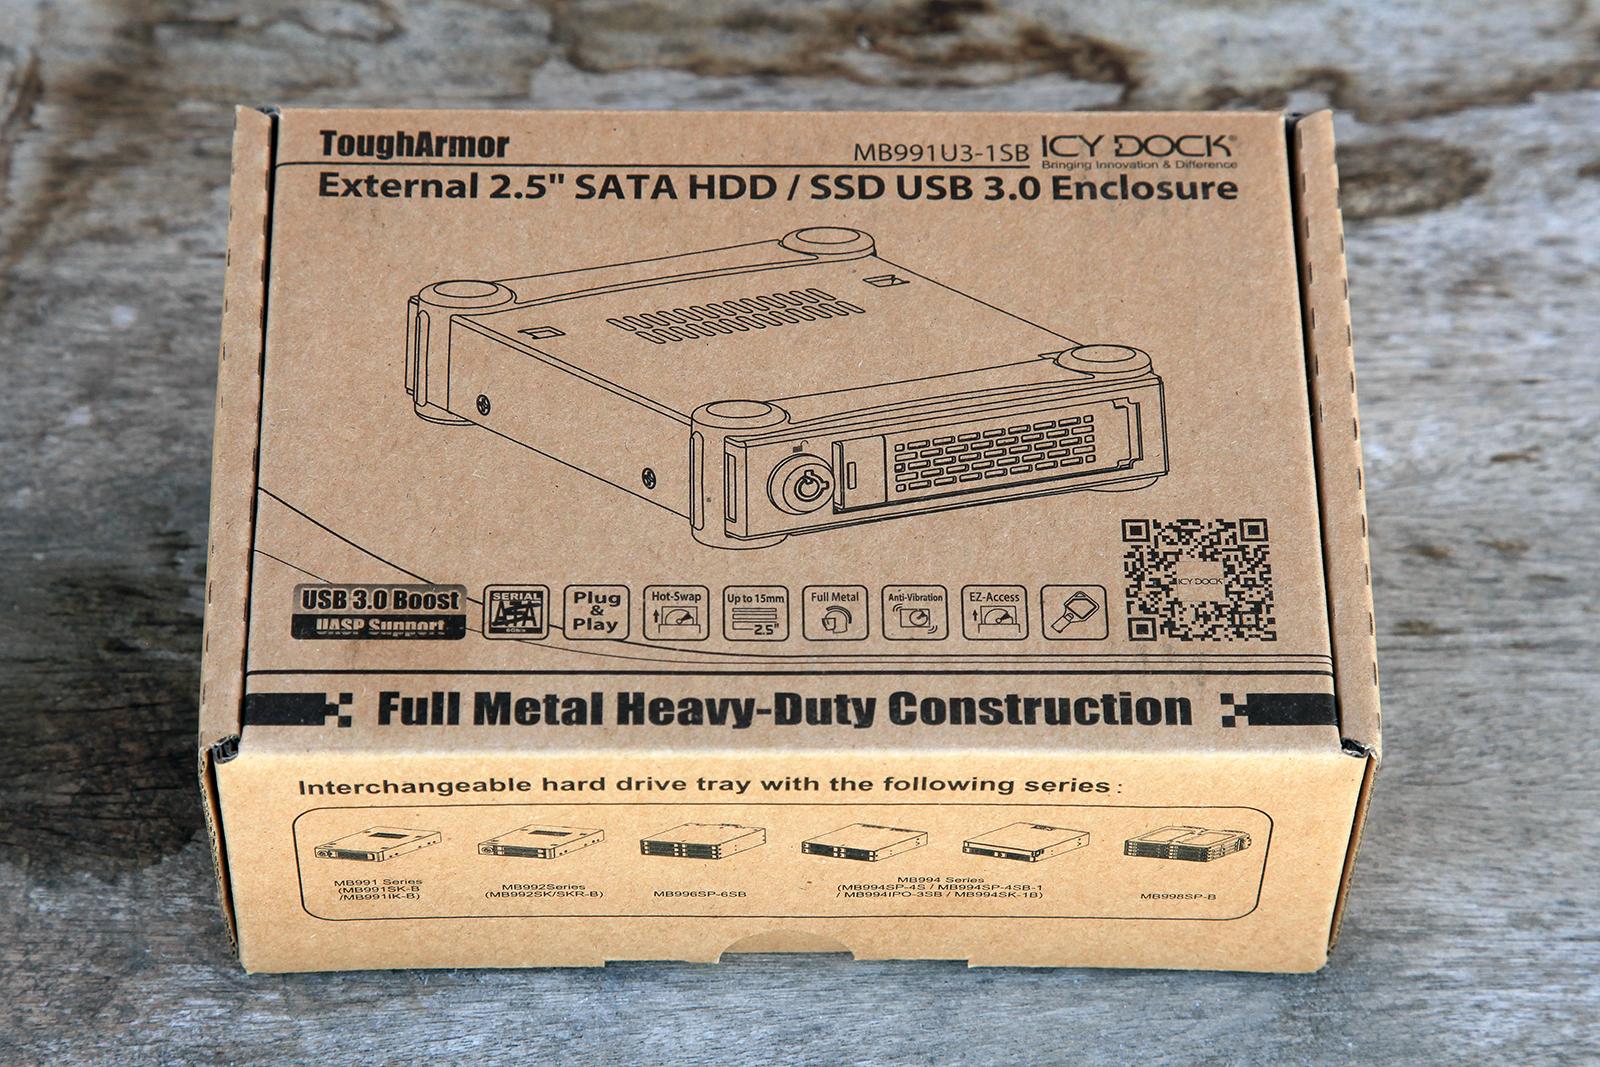 ToughArmor
MB991U3-1SB ICY DOCK®
Bringing Innovation & Difference
External 2.5" SATA HDD / SSD USB 3.0 Enclosure
ICY DOCK
USB 3.0 Boost
UASP Support
SERIAL
ATA
6Gb/s
Plug
&
Play
Hot-Swap
Up to 15mm
2.5"
Full Metal
Anti-Vibration
EZ-Access
Full Metal Heavy-Duty Construction
Interchangeable hard drive tray with the following series :
MB991 Series
(MB991SK-B
/MB991IK-B)
MB992Series
(MB992SK/SKR-B)
MB996SP-6SB
MB994 Series
(MB994SP-4S / MB994SP-4SB-1
/ MB994IPO-3SB / MB994SK-1B)
MB998SP-B